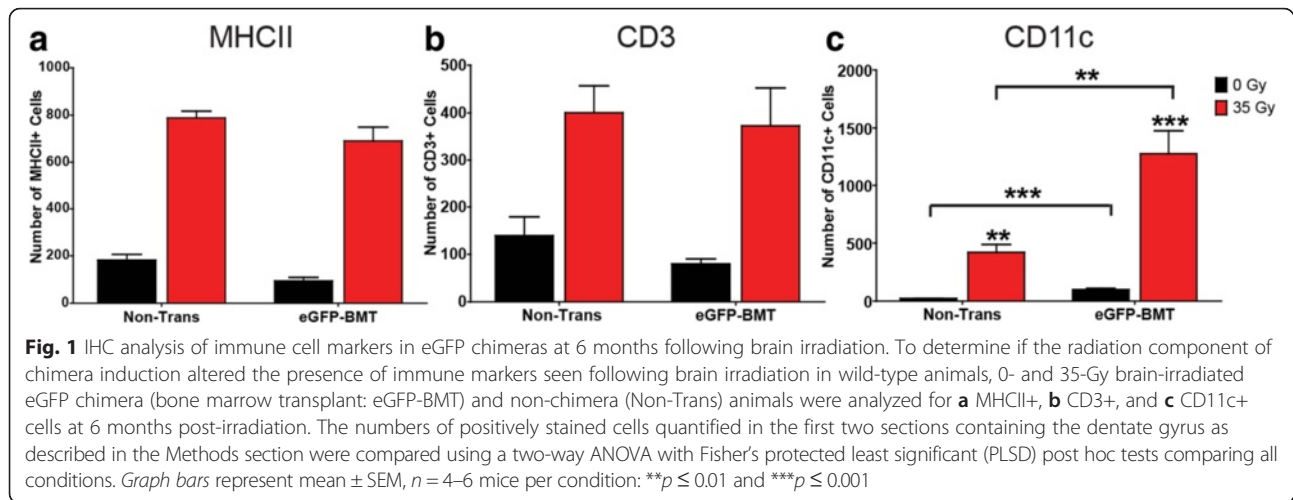 a MHCII
b CD3
c CD11c
Number of MHCII+ Cells
1000
800
600
400
200
0
Non-Trans eGFP-BMT
Number of CD3+ Cells
500
400
300
200
100
0
Non-Trans eGFP-BMT
Number of CD11c+ Cells
2000
1500
1000
500
0
**
***
***
**
Non-Trans eGFP-BMT
0 Gy
35 Gy
Fig. 1 IHC analysis of immune cell markers in eGFP chimeras at 6 months following brain irradiation. To determine if the radiation component of
chimera induction altered the presence of immune markers seen following brain irradiation in wild-type animals, 0- and 35-Gy brain-irradiated
eGFP chimera (bone marrow transplant: eGFP-BMT) and non-chimera (Non-Trans) animals were analyzed for a MHCII+, b CD3+, and c CD11c+
cells at 6 months post-irradiation. The numbers of positively stained cells quantified in the first two sections containing the dentate gyrus as
described in the Methods section were compared using a two-way ANOVA with Fisher's protected least significant (PLSD) post hoc tests comparing all
conditions. Graph bars represent mean ± SEM, n = 4–6 mice per condition: **p ≤ 0.01 and ***p ≤ 0.001